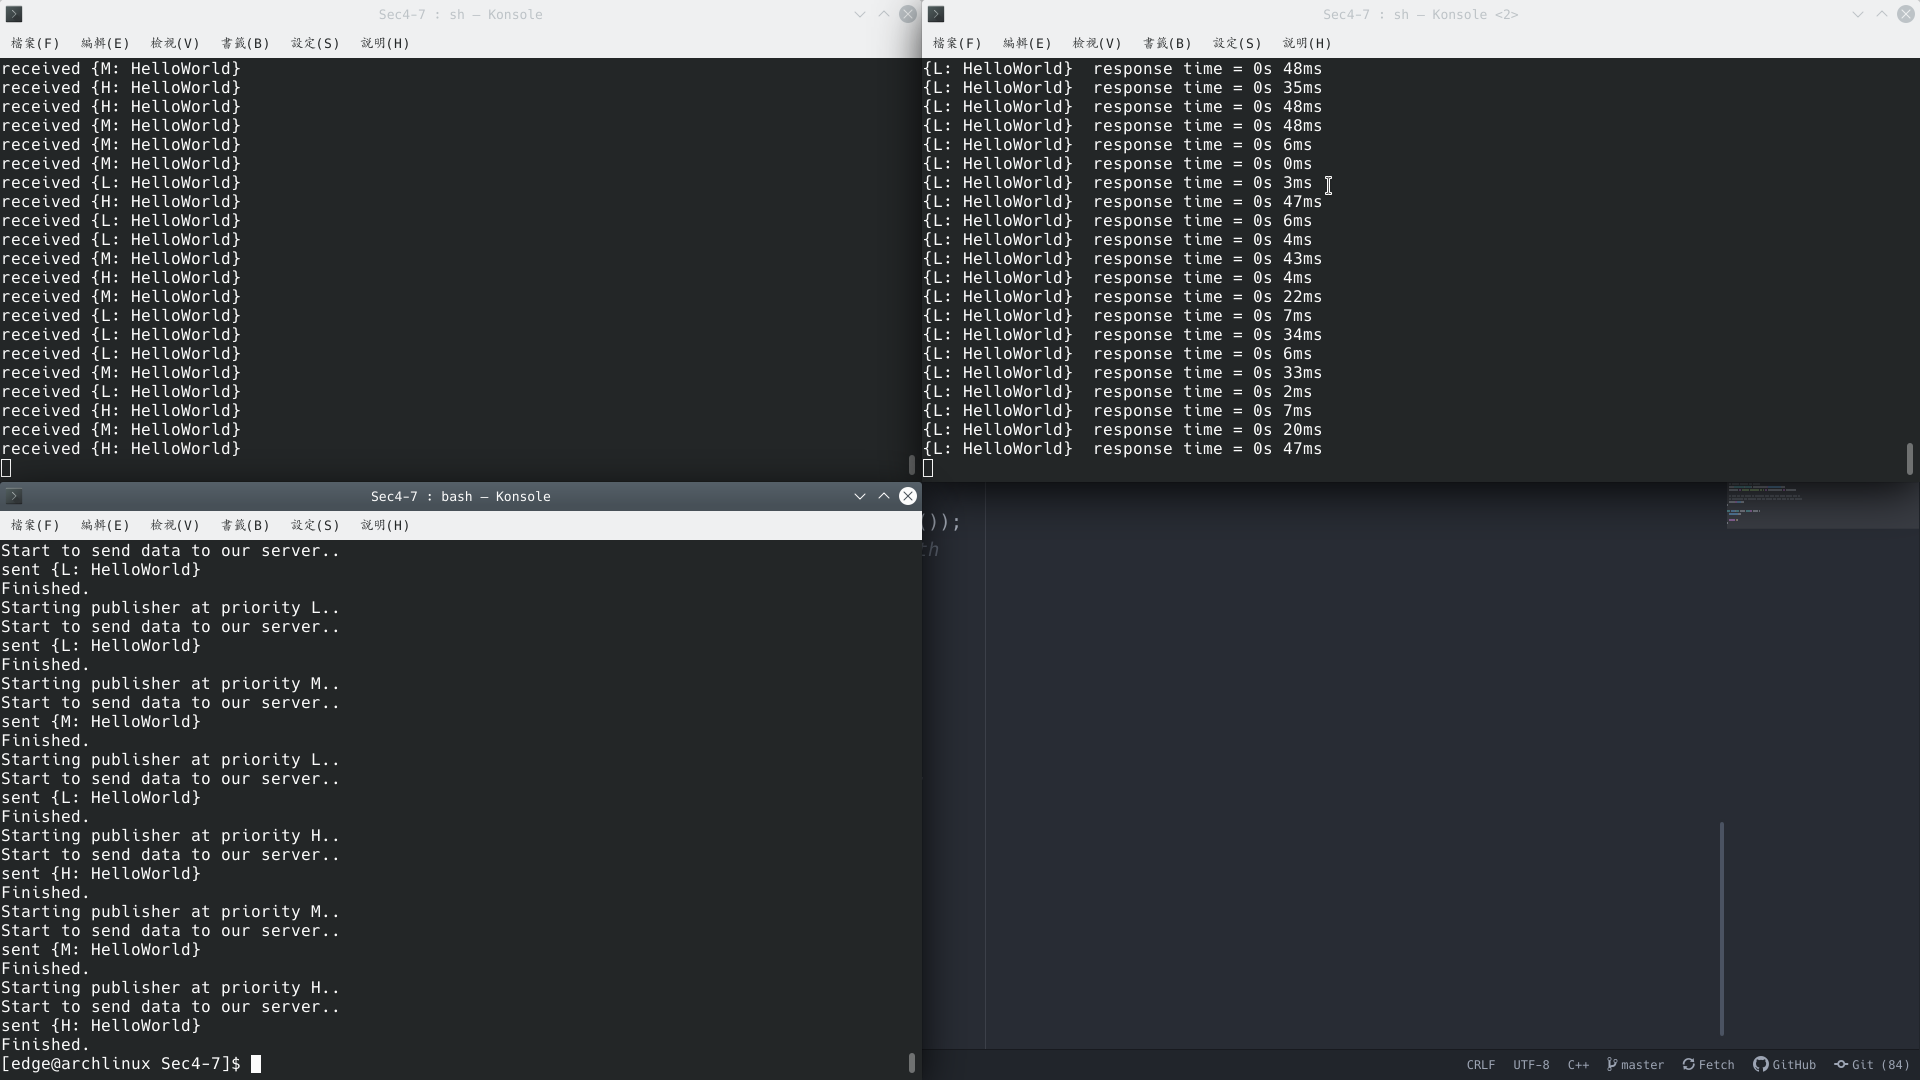 Sec4-7 : sh — Konsole
檔案(F) 編輯(E) 檢視(V) 書籤(B) 設定(S) 說明(H)
received {M: HelloWorld}
received {H: HelloWorld}
received {H: HelloWorld}
received {M: HelloWorld}
received {M: HelloWorld}
received {M: HelloWorld}
received {L: HelloWorld}
received {H: HelloWorld}
received {L: HelloWorld}
received {L: HelloWorld}
received {M: HelloWorld}
received {H: HelloWorld}
received {M: HelloWorld}
received {L: HelloWorld}
received {L: HelloWorld}
received {L: HelloWorld}
received {M: HelloWorld}
received {L: HelloWorld}
received {H: HelloWorld}
received {M: HelloWorld}
received {H: HelloWorld}
Sec4-7 : sh — Konsole <2>
檔案(F) 編輯(E) 檢視(V) 書籤(B) 設定(S) 說明(H)
{L: HelloWorld}  response time = 0s 48ms
{L: HelloWorld}  response time = 0s 35ms
{L: HelloWorld}  response time = 0s 48ms
{L: HelloWorld}  response time = 0s 48ms
{L: HelloWorld}  response time = 0s 6ms
{L: HelloWorld}  response time = 0s 0ms
{L: HelloWorld}  response time = 0s 3ms
{L: HelloWorld}  response time = 0s 47ms
{L: HelloWorld}  response time = 0s 6ms
{L: HelloWorld}  response time = 0s 4ms
{L: HelloWorld}  response time = 0s 43ms
{L: HelloWorld}  response time = 0s 4ms
{L: HelloWorld}  response time = 0s 22ms
{L: HelloWorld}  response time = 0s 7ms
{L: HelloWorld}  response time = 0s 34ms
{L: HelloWorld}  response time = 0s 6ms
{L: HelloWorld}  response time = 0s 33ms
{L: HelloWorld}  response time = 0s 2ms
{L: HelloWorld}  response time = 0s 7ms
{L: HelloWorld}  response time = 0s 20ms
{L: HelloWorld}  response time = 0s 47ms
Sec4-7 : bash — Konsole
檔案(F) 編輯(E) 檢視(V) 書籤(B) 設定(S) 說明(H)
Start to send data to our server..
sent {L: HelloWorld}
Finished.
Starting publisher at priority L..
Start to send data to our server..
sent {L: HelloWorld}
Finished.
Starting publisher at priority M..
Start to send data to our server..
sent {M: HelloWorld}
Finished.
Starting publisher at priority L..
Start to send data to our server..
sent {L: HelloWorld}
Finished.
Starting publisher at priority H..
Start to send data to our server..
sent {H: HelloWorld}
Finished.
Starting publisher at priority M..
Start to send data to our server..
sent {M: HelloWorld}
Finished.
Starting publisher at priority H..
Start to send data to our server..
sent {H: HelloWorld}
Finished.
[edge@archlinux Sec4-7]$
());
CRLF UTF-8 C++ master Fetch GitHub Git (84)